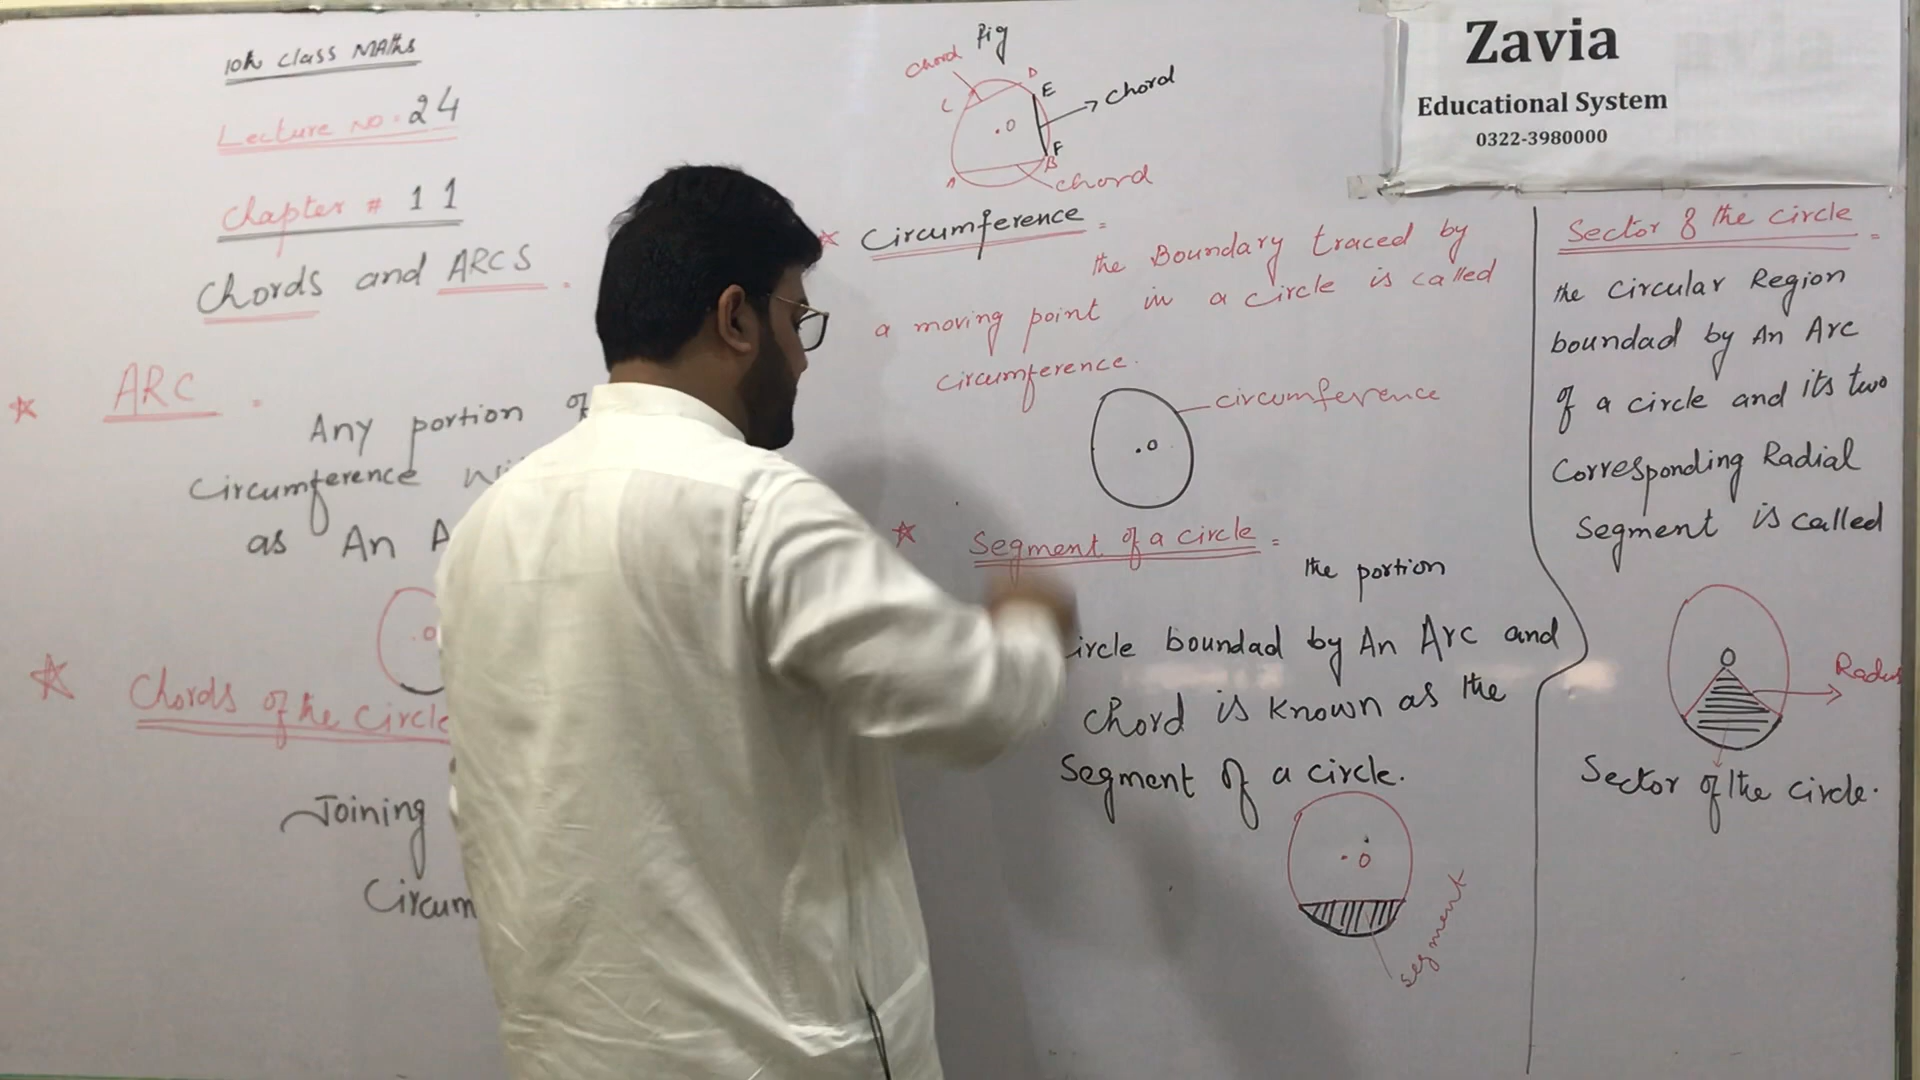 10th class MAths
Lecture no. 24
Chapter # 11
Chords and ARCS.
ARC
Any portion of
Circumference
as An A
O
Chords of the circle
Joining
Circum
fig
chord
C
D
E
chord
.O
F
B
A
chord
Circumference =
the Boundary traced by
a moving point in a circle is called
circumference.
circumference
.O
Segment of a circle =
the portion
ircle boundad by An Arc and
chord is known as the
Segment of a circle.
.O
segment
Zavia
Educational System
0322-3980000
Sector of the circle =
the circular Region
boundad by An Arc
of a circle and its two
Corresponding Radial
Segment is called
O
Sector of the circle.